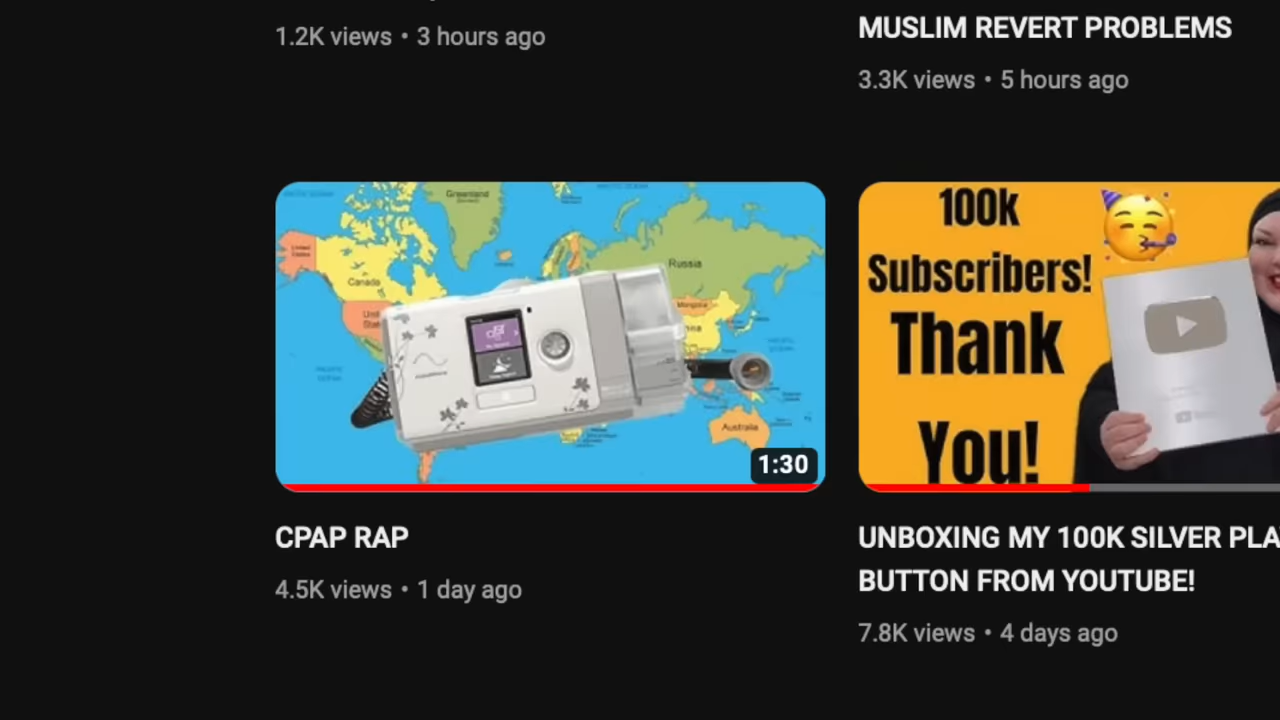 1.2K views • 3 hours ago
MUSLIM REVERT PROBLEMS
3.3K views • 5 hours ago
Greenland
Canada
Russia
Mongolia
Australia
1:30
100k
Subscribers!
Thank
You!
CPAP RAP
4.5K views • 1 day ago
UNBOXING MY 100K SILVER PLA
BUTTON FROM YOUTUBE!
7.8K views • 4 days ago